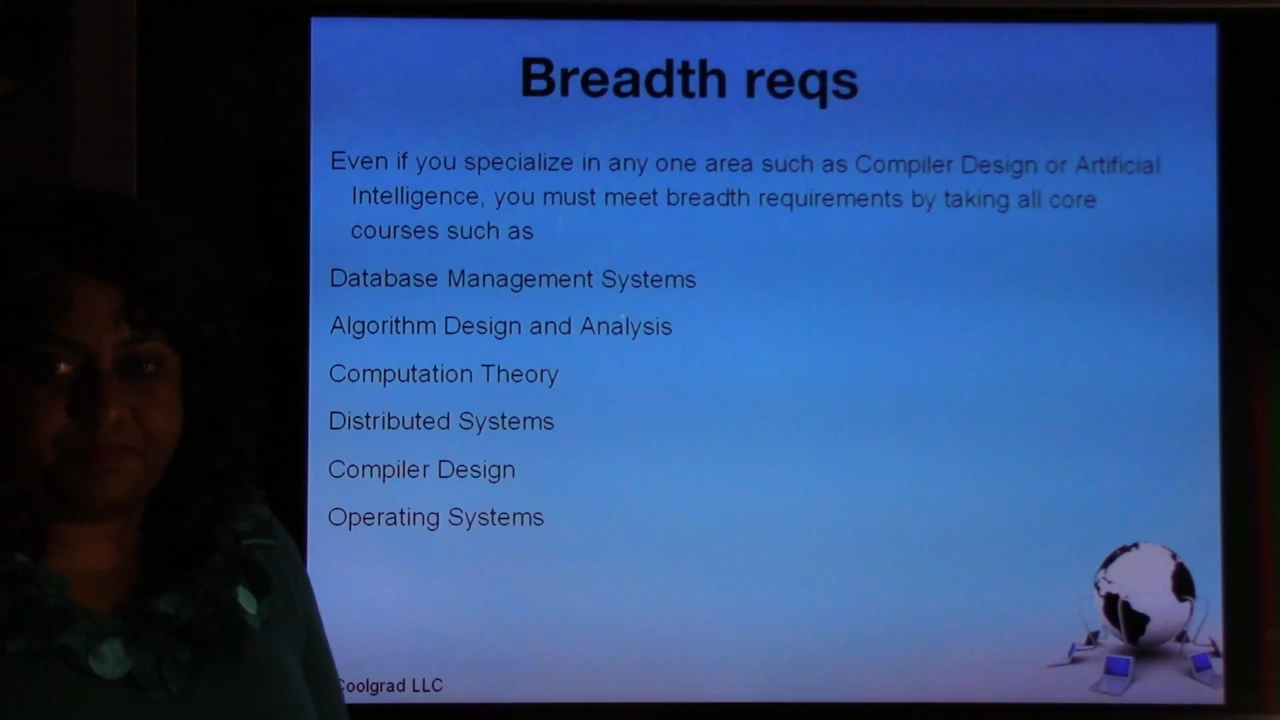 Breadth reqs
Even if you specialize in any one area such as Compiler Design or Artificial
Intelligence, you must meet breadth requirements by taking all core
courses such as
Database Management Systems
Algorithm Design and Analysis
Computation Theory
Distributed Systems
Compiler Design
Operating Systems
Coolgrad LLC